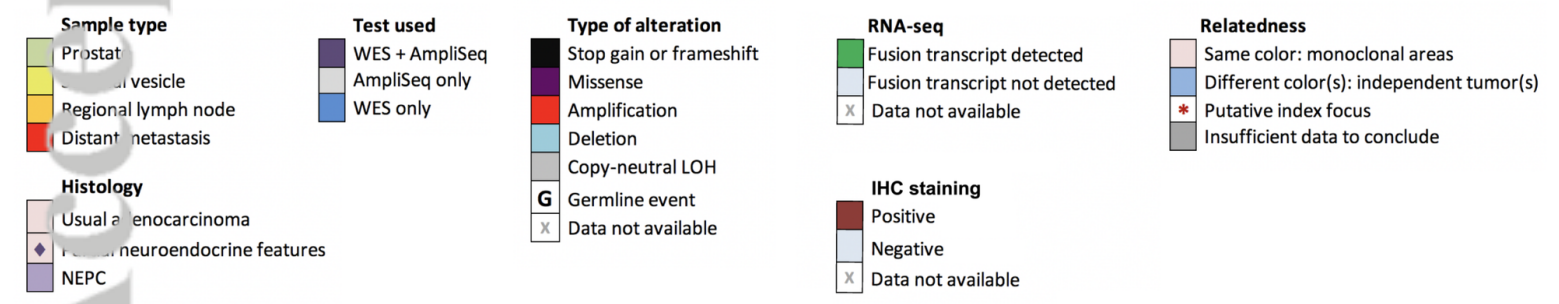 Sample type
Prostate
vesicle
Regional lymph node
Distant metastasis
Histology
Usual adenocarcinoma
neuroendocrine features
NEPC
Test used
WES + AmpliSeq
AmpliSeq only
WES only
Type of alteration
Stop gain or frameshift
Missense
Amplification
Deletion
Copy-neutral LOH
G Germline event
X Data not available
RNA-seq
Fusion transcript detected
Fusion transcript not detected
X Data not available
IHC staining
Positive
Negative
X Data not available
Relatedness
Same color: monoclonal areas
Different color(s): independent tumor(s)
* Putative index focus
Insufficient data to conclude